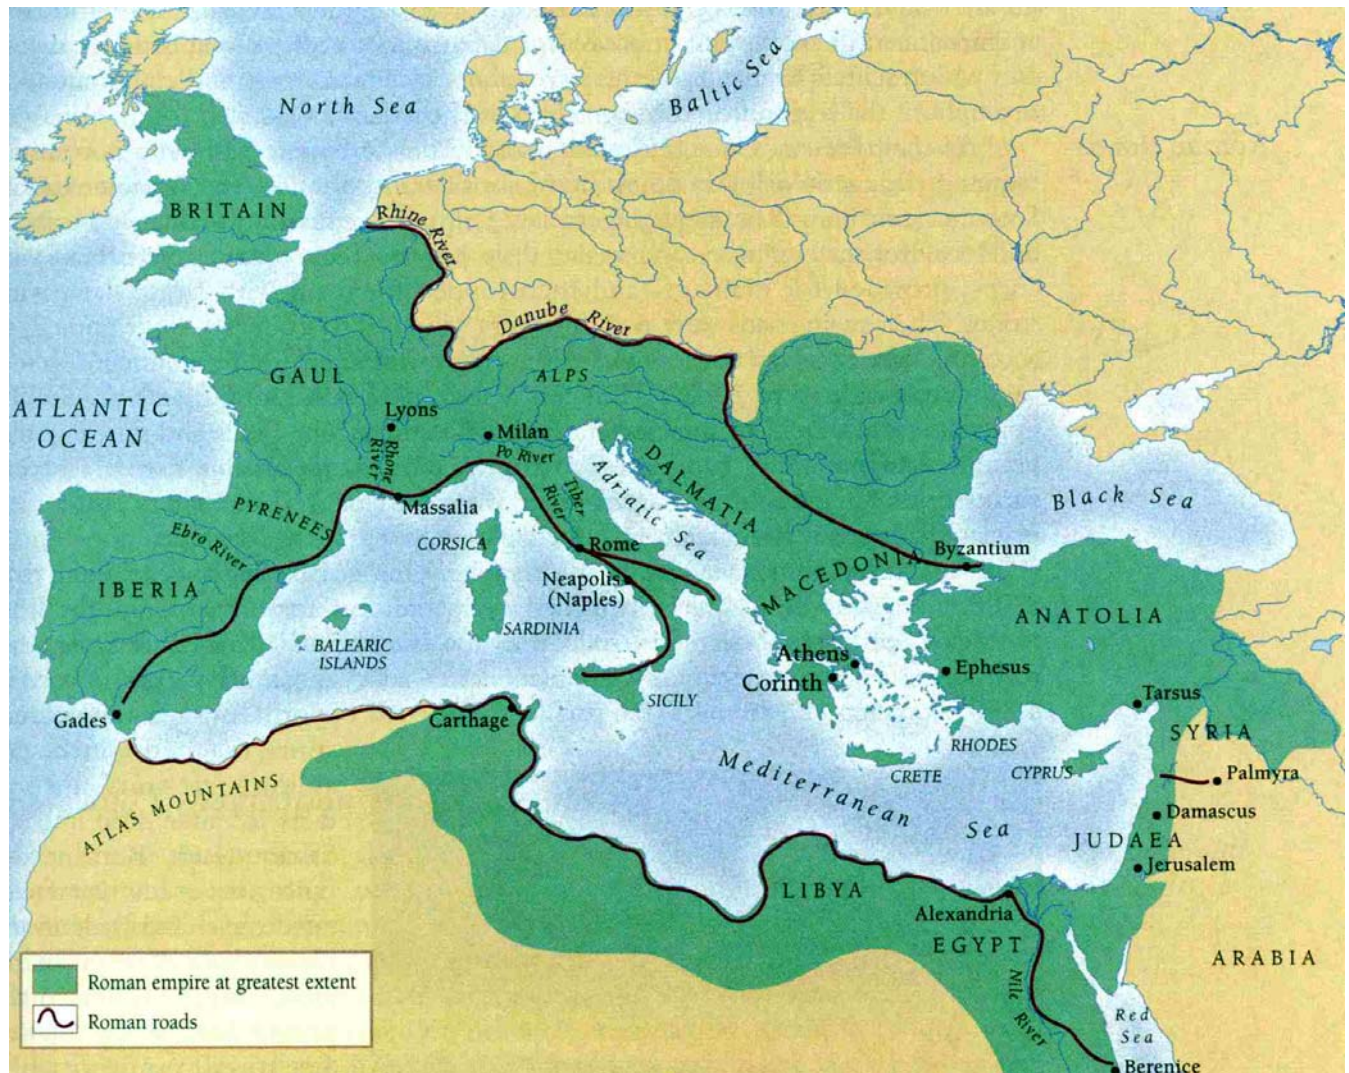 North Sea
Baltic Sea
BRITAIN
Rhine
River
Danube River
GAUL
ALPS
ATLANTIC
OCEAN
Lyons
Milan
Rhone
River
Po River
Adriatic Sea
DALMATIA
Black Sea
Tiber
River
PYRENEES
Massalia
Ebro River
CORSICA
Rome
Byzantium
MACEDONIA
IBERIA
Neapolis
(Naples)
ANATOLIA
SARDINIA
BALEARIC
ISLANDS
Athens
Ephesus
Corinth
Tarsus
SICILY
Gades
Carthage
SYRIA
RHODES
CRETE
CYPRUS
Palmyra
Mediterranean Sea
ATLAS MOUNTAINS
Damascus
JUDAEA
Jerusalem
LIBYA
Alexandria
EGYPT
ARABIA
Nile
River
Red
Sea
Berenice
Roman empire at greatest extent
Roman roads